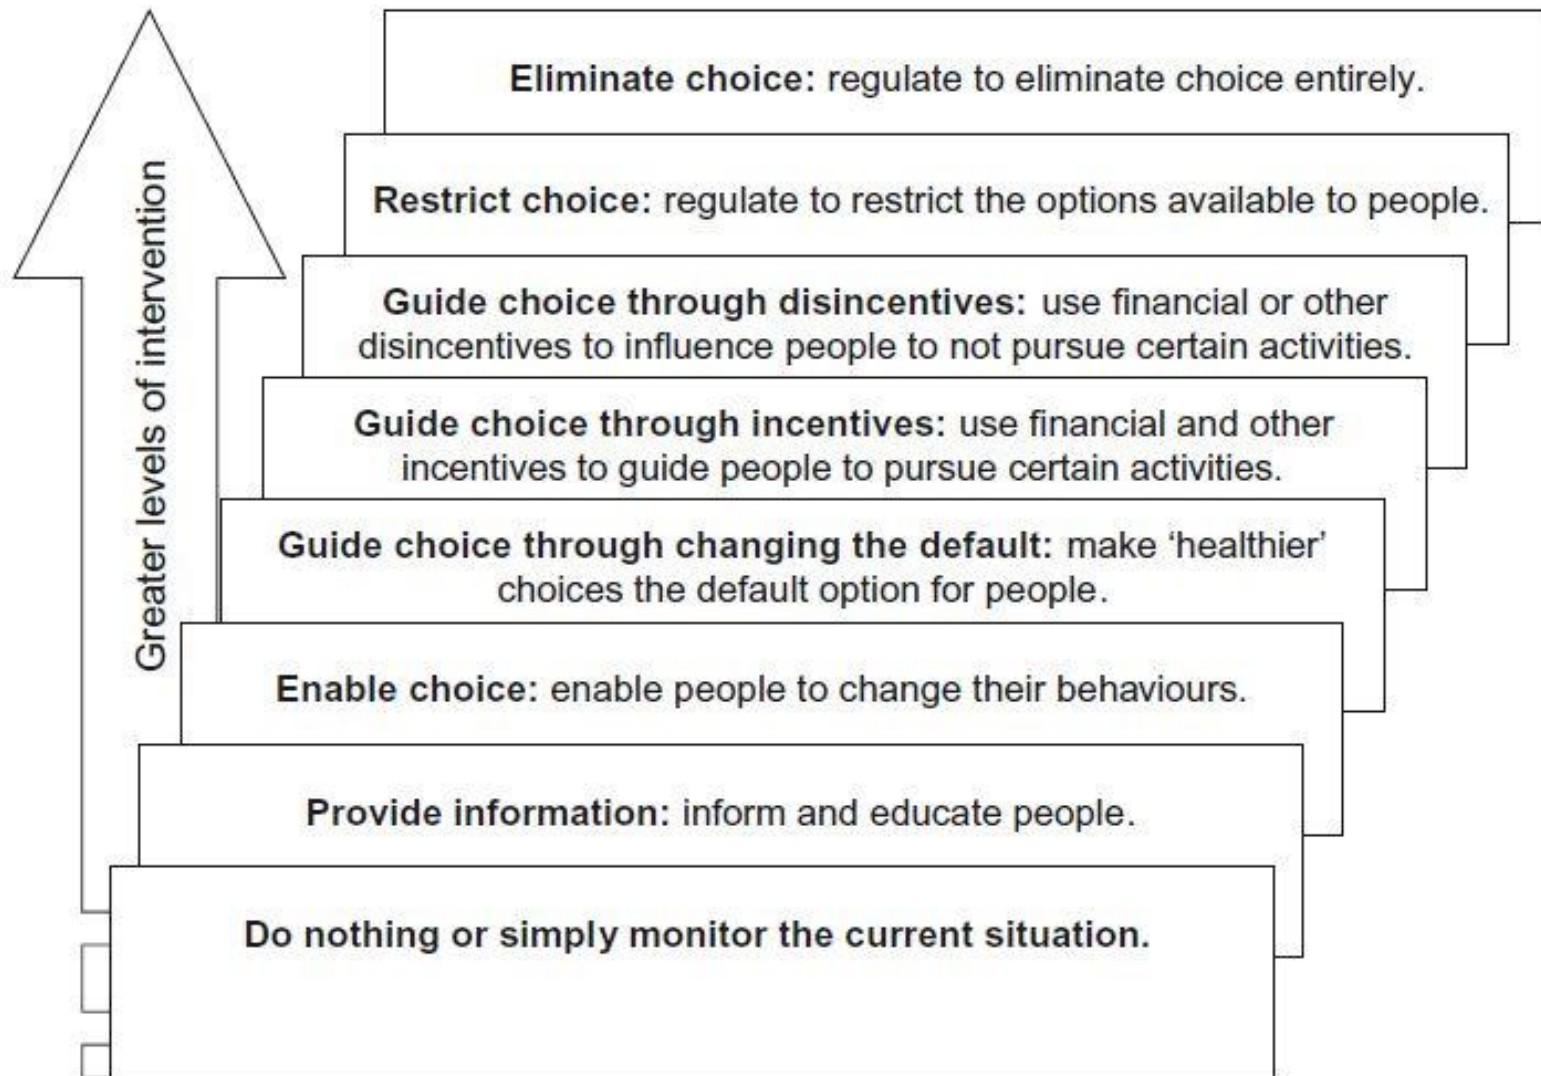 Greater levels of intervention
Eliminate choice: regulate to eliminate choice entirely.
Restrict choice: regulate to restrict the options available to people.
Guide choice through disincentives: use financial or other
disincentives to influence people to not pursue certain activities.
Guide choice through incentives: use financial and other
incentives to guide people to pursue certain activities.
Guide choice through changing the default: make ‘healthier’
choices the default option for people.
Enable choice: enable people to change their behaviours.
Provide information: inform and educate people.
Do nothing or simply monitor the current situation.